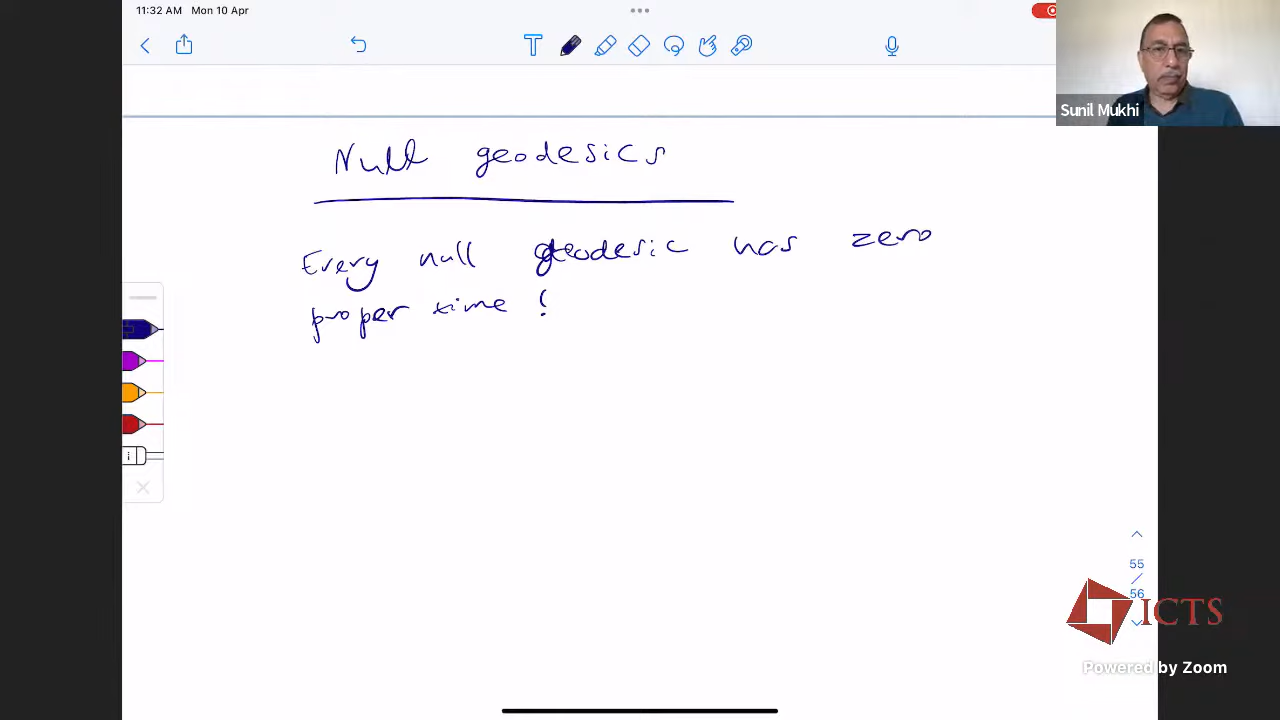 11:32 AM Mon 10 Apr
T
Sunil Mukhi
Null geodesics
Every null geodesic has zero
proper time !
i
55
/
56
ICTS
Powered by Zoom